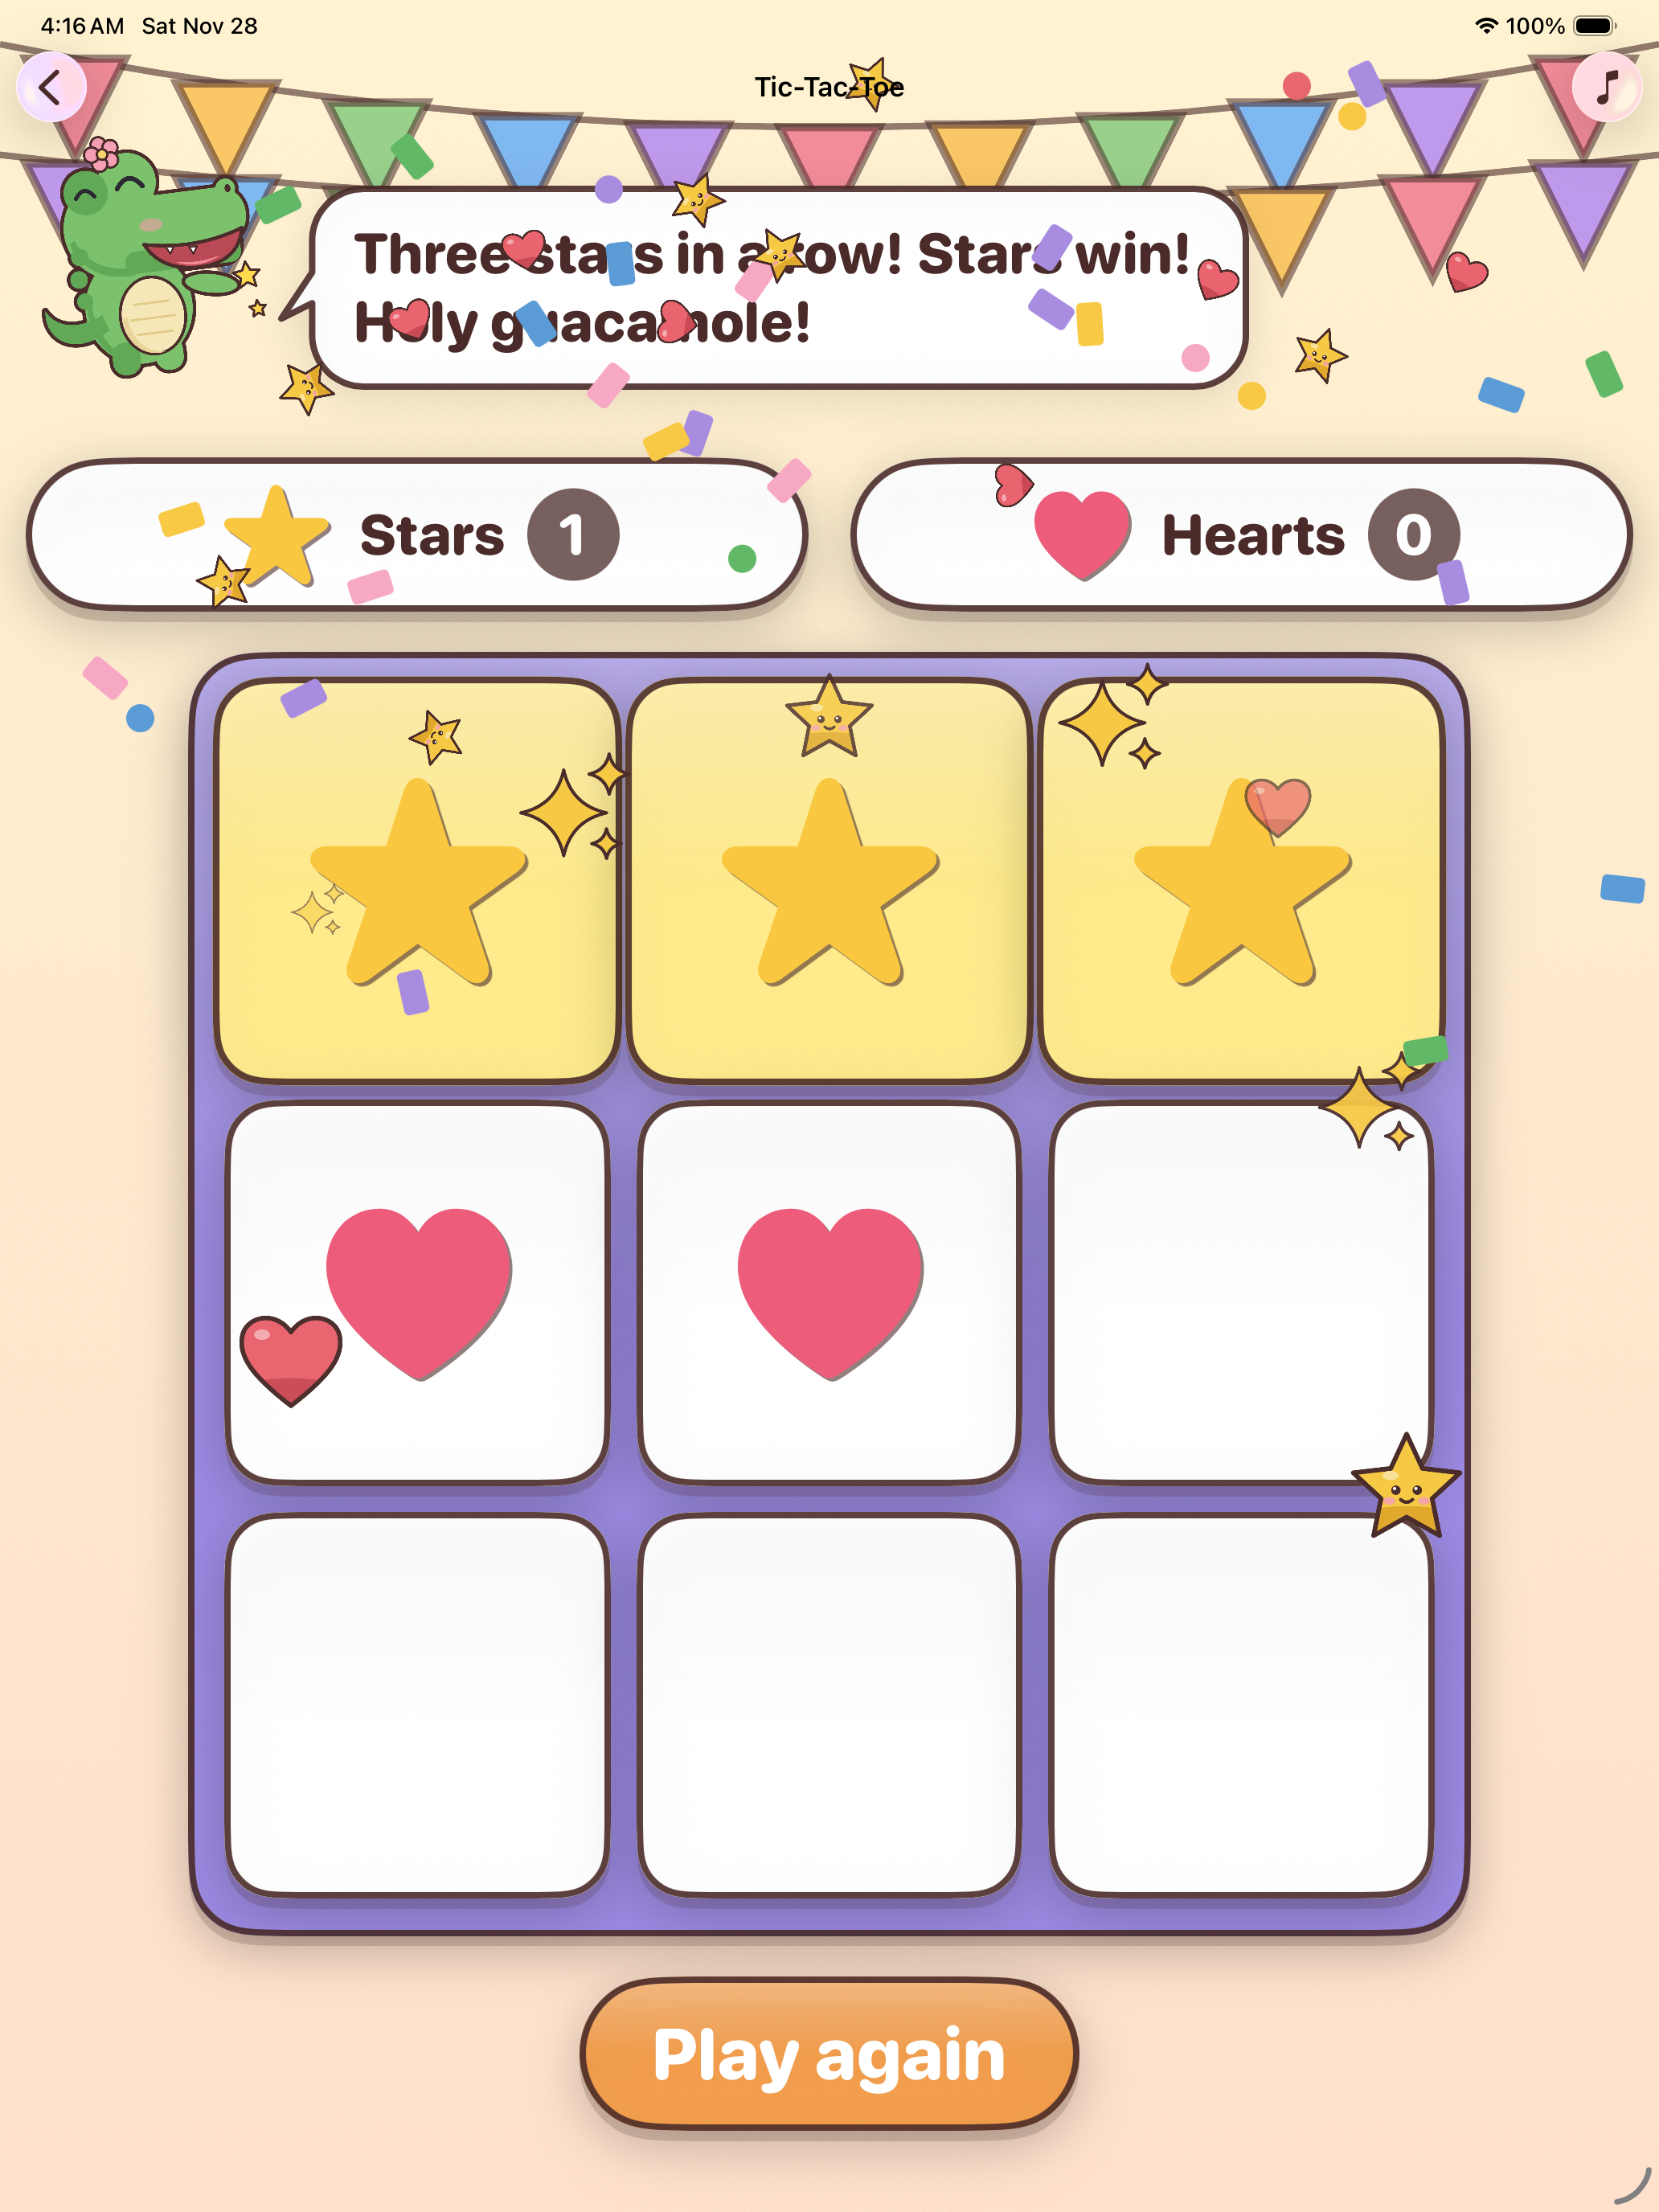 4:16 AM Sat Nov 28
100%
Tic-Tac-Toe
Three stars in a row! Stars win!
Holy guacamole!
Stars 1
Hearts 0
Play again